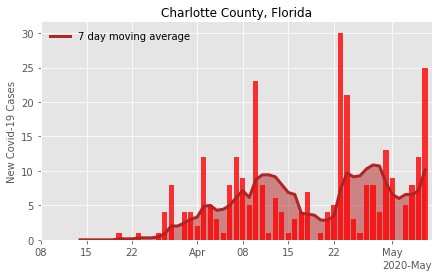 Charlotte County, Florida
7 day moving average
New Covid-19 Cases
30
25
20
15
10
5
0
08 15 22 Apr 08 15 22 May
2020-May